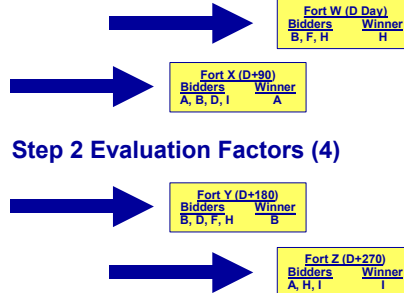 Fort W (D Day)
Bidders Winner
B, F, H H
Fort X (D+90)
Bidders Winner
A, B, D, I A
Step 2 Evaluation Factors (4)
Fort Y (D+180)
Bidders Winner
B, D, F, H B
Fort Z (D+270)
Bidders Winner
A, H, I I